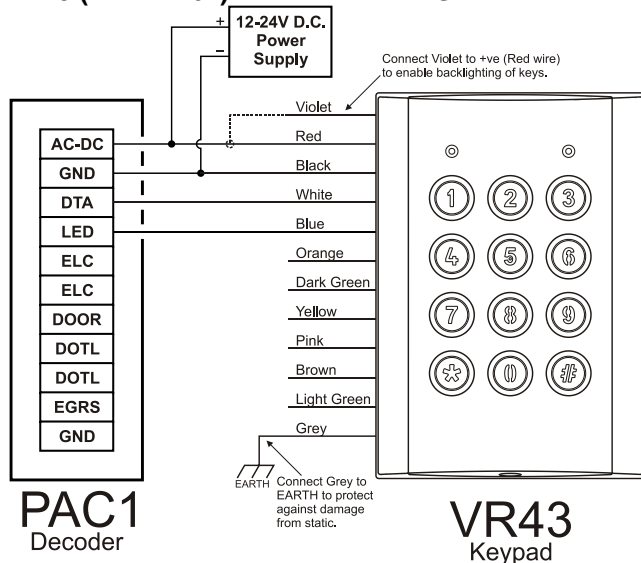 12-24V D.C.
Power
Supply
+
−
Connect Violet to +ve (Red wire)
to enable backlighting of keys.
AC-DC
GND
DTA
LED
ELC
ELC
DOOR
DOTL
DOTL
EGRS
GND
PAC1
Decoder
Violet
Red
Black
White
Blue
Orange
Dark Green
Yellow
Pink
Brown
Light Green
Grey
EARTH
Connect Grey to
EARTH to protect
against damage
from static.
1 2 3
4 5 6
7 8 9
* 0 #
VR43
Keypad